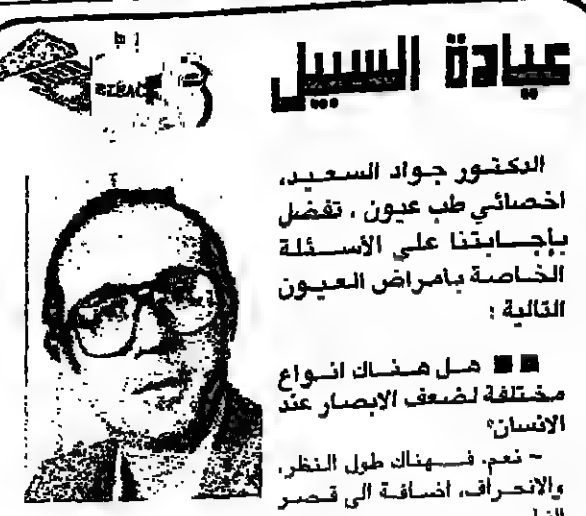 عيادة السبيل
الدكتور جواد السعيد،
اخصائي طب عيون ، تفضل
بإجابتنا على الأسئلة
الخاصة بامراض العيون
التالية :
■ ■ هل هناك انواع
مختلفة لضعف الابصار عند
الانسان؟
- نعم. فهناك طول النظر،
والانحراف، اضافة الى قصر